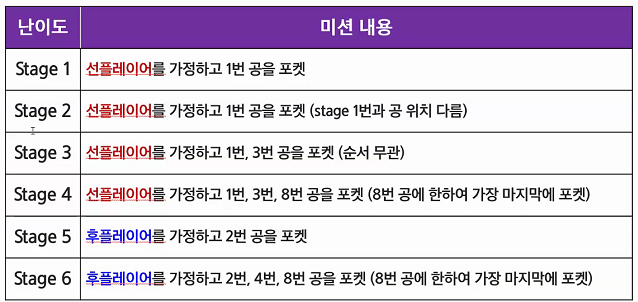 난이도 미션 내용
Stage 1 선플레이어를 가정하고 1번 공을 포켓
Stage 2 선플레이어를 가정하고 1번 공을 포켓 (stage 1번과 공 위치 다름)
Stage 3 선플레이어를 가정하고 1번, 3번 공을 포켓 (순서 무관)
Stage 4 선플레이어를 가정하고 1번, 3번, 8번 공을 포켓 (8번 공에 한하여 가장 마지막에 포켓)
Stage 5 후플레이어를 가정하고 2번 공을 포켓
Stage 6 후플레이어를 가정하고 2번, 4번, 8번 공을 포켓 (8번 공에 한하여 가장 마지막에 포켓)